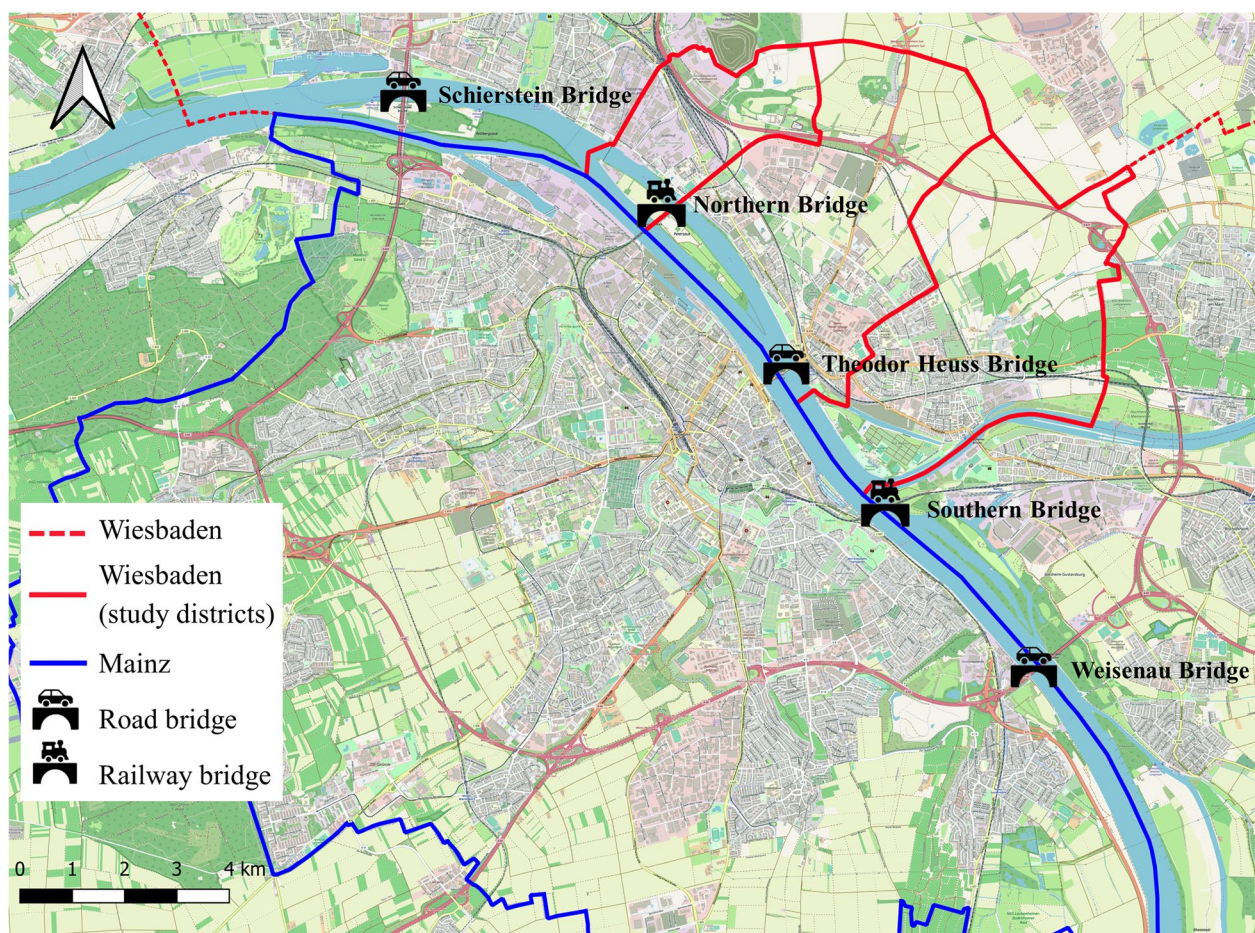 Schierstein Bridge
Northern Bridge
Theodor Heuss Bridge
Southern Bridge
Weisenau Bridge
Wiesbaden
Wiesbaden
(study districts)
Mainz
Road bridge
Railway bridge
0 1 2 3 4 km